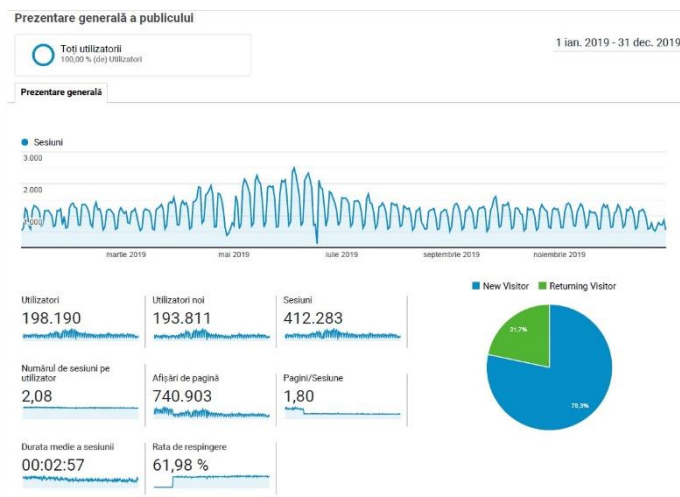 Prezentare generală a publicului
Toți utilizatorii
100,00 % (de) Utilizatori
1 ian. 2019 - 31 dec. 2019
Prezentare generală
Sesiuni
3.000
2.000
1.000
martie 2019
mai 2019
iulie 2019
septembrie 2019
noiembrie 2019
New Visitor
Returning Visitor
Utilizatori
198.190
Utilizatori noi
193.811
Sesiuni
412.283
21,7%
78,3%
Numărul de sesiuni pe
utilizator
2,08
Afișări de pagină
740.903
Pagini/Sesiune
1,80
Durata medie a sesiunii
00:02:57
Rata de respingere
61,98 %